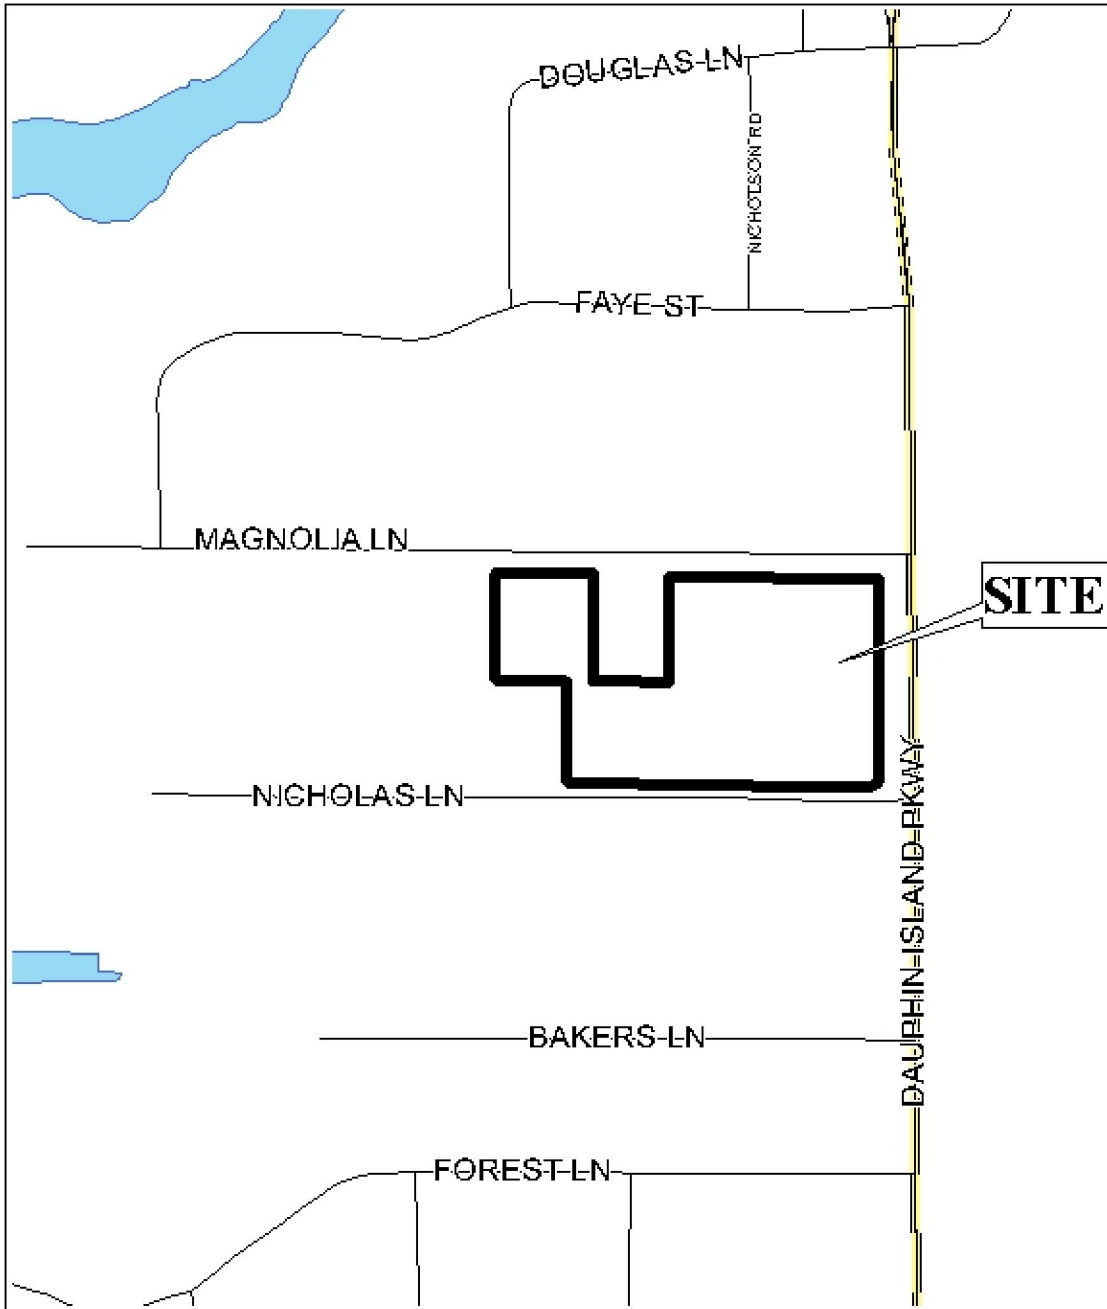 DOUGLAS LN
NICHOLSON RD
FAYE ST
MAGNOLIA LN
SITE
NICHOLAS LN
DAUPHIN ISLAND PKWY
BAKERS LN
FOREST LN